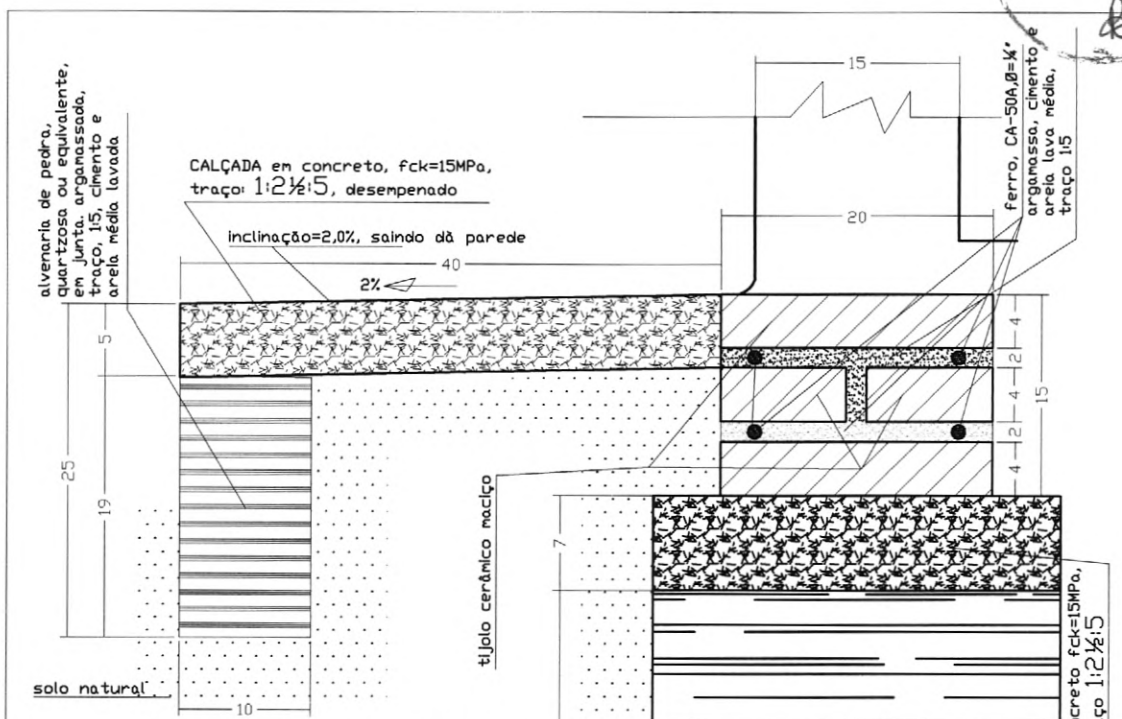 alvenaria de pedra,
quartzosa ou equivalente,
em junta argamassada,
traço, 15, cimento e
areia média lavada
CALÇADA em concreto, fck=15MPa,
traço: 1:2½:5, desempenado
inclinação=2,0%, saindo dà parede
40
2%
15
20
ferro, CA-50A,Ø=¼"
argamassa, cimento e
areia lava média,
traço 1:5
5
25
19
4
2
4
2
4
15
tijolo cerâmico maciço
7
creto fck=15MPa,
ço 1:2½:5
solo natural
10